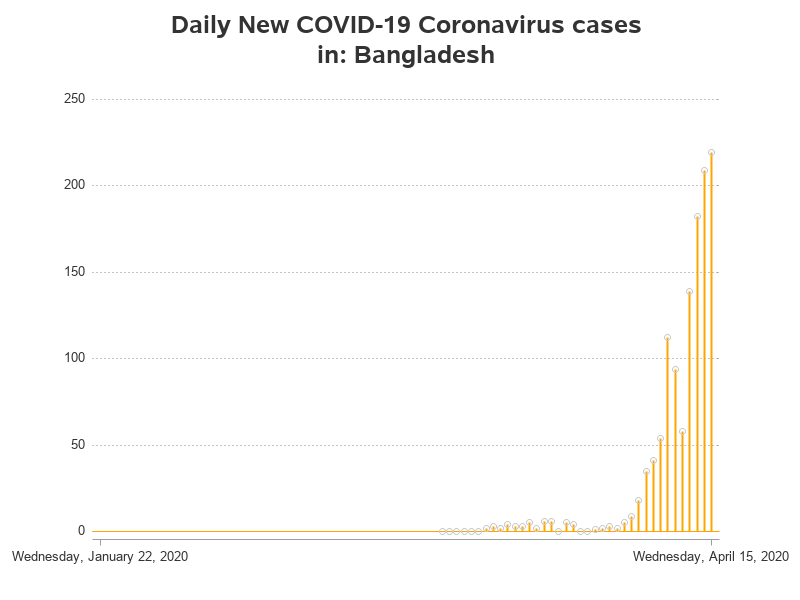 Daily New COVID-19 Coronavirus cases
in: Bangladesh
250
200
150
100
50
0
Wednesday, January 22, 2020
Wednesday, April 15, 2020